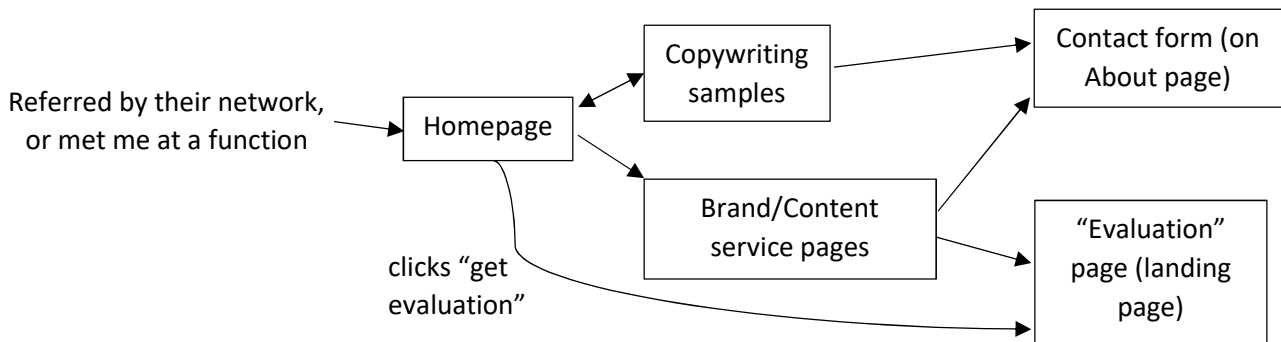 Referred by their network,
or met me at a function
Homepage
Copywriting
samples
Contact form (on
About page)
Brand/Content
service pages
“Evaluation”
page (landing
page)
clicks “get
evaluation”